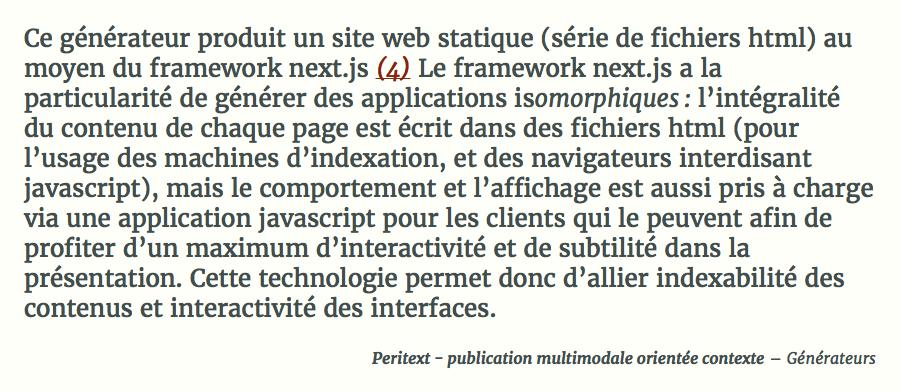 Ce générateur produit un site web statique (série de fichiers html) au
moyen du framework next.js (4) Le framework next.js a la
particularité de générer des applications isomorphiques : l’intégralité
du contenu de chaque page est écrit dans des fichiers html (pour
l’usage des machines d’indexation, et des navigateurs interdisant
javascript), mais le comportement et l’affichage est aussi pris à charge
via une application javascript pour les clients qui le peuvent afin de
profiter d’un maximum d’interactivité et de subtilité dans la
présentation. Cette technologie permet donc d’allier indexabilité des
contenus et interactivité des interfaces.
Peritext - publication multimodale orientée contexte – Générateurs